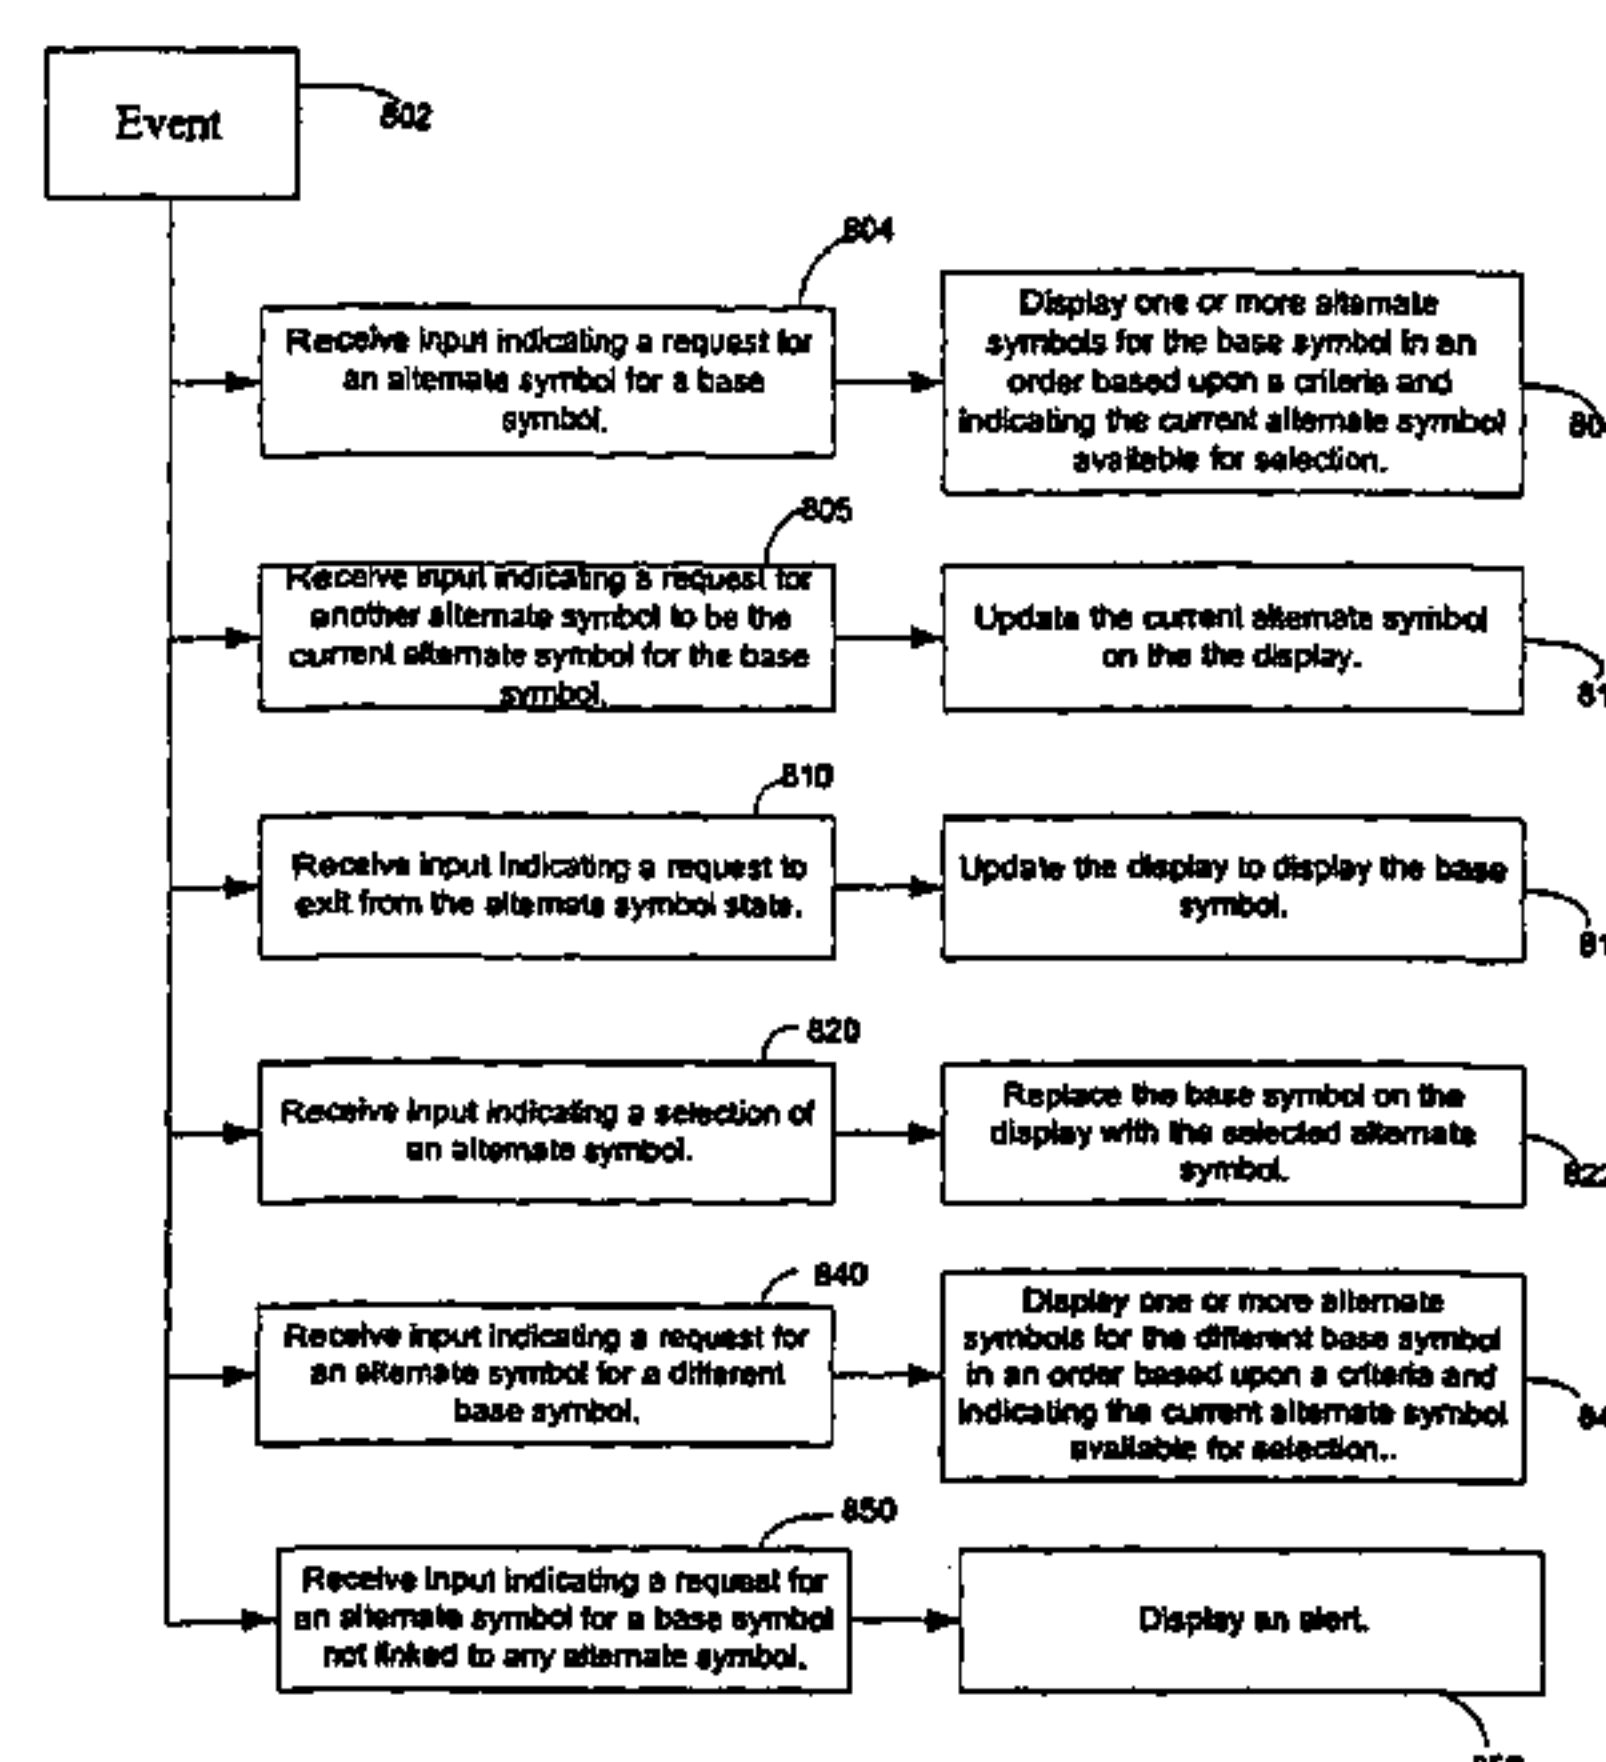 Event
802
804
Receive input indicating a request for
an alternate symbol for a base
symbol.
Display one or more alternate
symbols for the base symbol in an
order based upon a criteria and
indicating the current alternate symbol
available for selection.
805
Receive input indicating a request for
another alternate symbol to be the
current alternate symbol for the base
symbol.
Update the current alternate symbol
on the the display.
810
Receive input indicating a request to
exit from the alternate symbol state.
Update the display to display the base
symbol.
820
Receive input indicating a selection of
an alternate symbol.
Replace the base symbol on the
display with the selected alternate
symbol.
822
840
Receive input indicating a request for
an alternate symbol for a different
base symbol.
Display one or more alternate
symbols for the different base symbol
in an order based upon a criteria and
indicating the current alternate symbol
available for selection..
850
Receive input indicating a request for
an alternate symbol for a base symbol
not linked to any alternate symbol.
Display an alert.